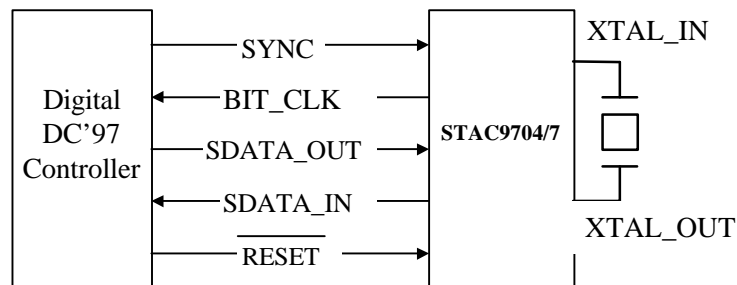 XTAL_IN
SYNC
BIT_CLK
Digital
DC’97
Controller
STAC9704/7
SDATA_OUT
SDATA_IN
XTAL_OUT
RESET